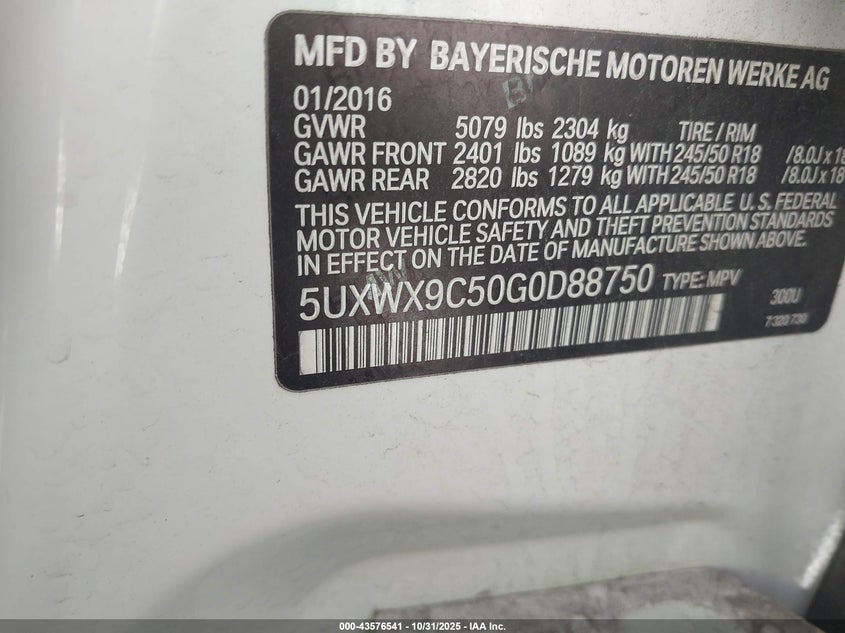 MFD BY BAYERISCHE MOTOREN WERKE AG
01/2016
GVWR 5079 lbs 2304 kg TIRE / RIM
GAWR FRONT 2401 lbs 1089 kg WITH 245/50 R18 /8.0J x 18
GAWR REAR 2820 lbs 1279 kg WITH 245/50 R18 /8.0J x 18
THIS VEHICLE CONFORMS TO ALL APPLICABLE U. S. FEDERAL
MOTOR VEHICLE SAFETY AND THEFT PREVENTION STANDARDS
IN EFFECT ON THE DATE OF MANUFACTURE SHOWN ABOVE.
5UXWX9C50G0D88750 TYPE: MPV
300U
7 320 730
000-43576541 / 10/31/2025 - IAA Inc.